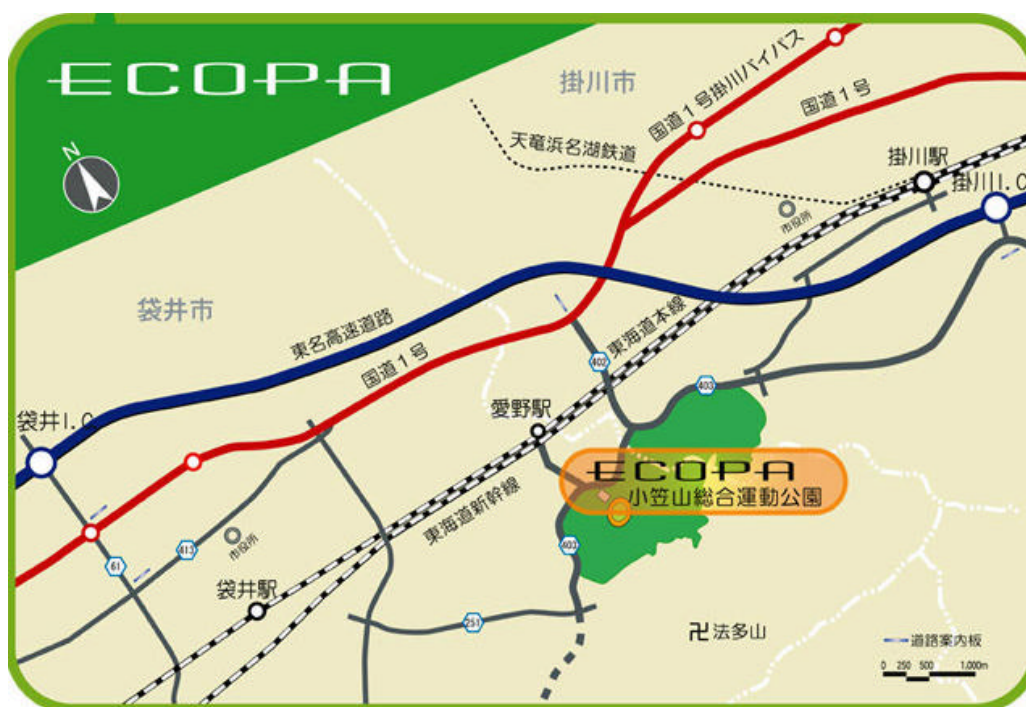 ECOPA
N
掛川市
国道1号掛川バイパス
国道1号
天竜浜名湖鉄道
掛川駅
掛川I.C
市役所
袋井市
東名高速道路
国道1号
東海道本線
402
403
愛野駅
袋井I.C
ECOPA
小笠山総合運動公園
東海道新幹線
市役所
413
403
61
袋井駅
251
卍法多山
道路案内板
0 250 500 1,000m